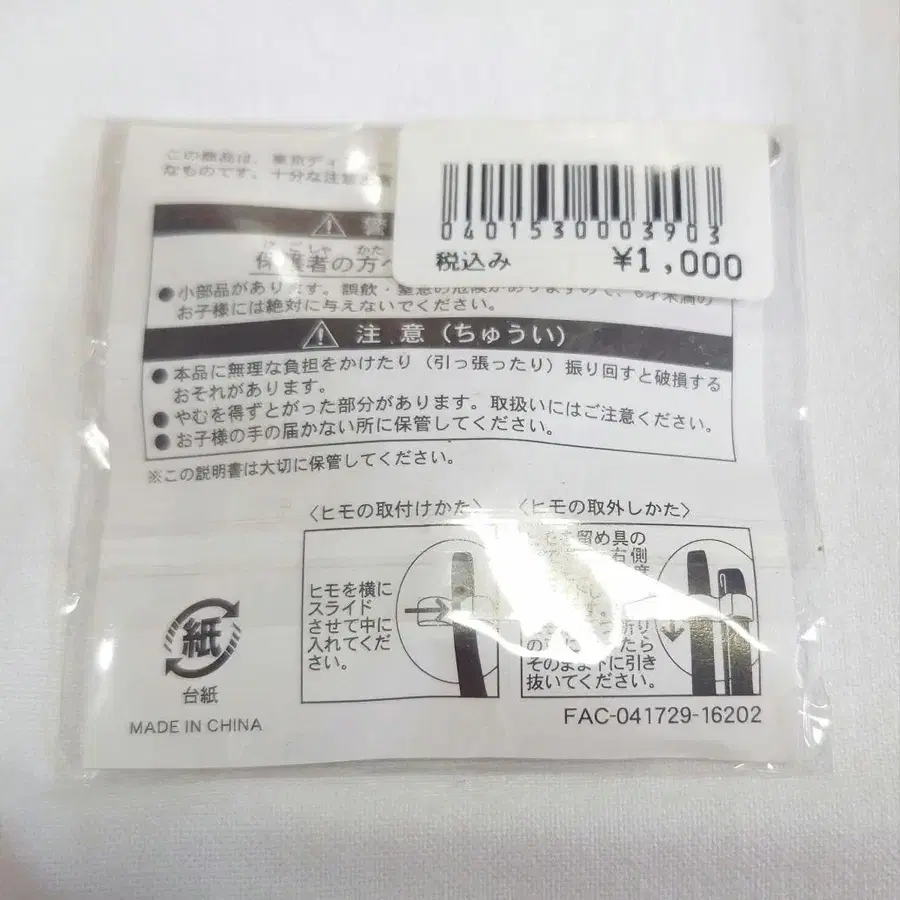 この商品は、東京ディ
なものです。十分な注意
0401530003903
税込み ¥1,000
警
保護者の方へ
ほごしゃ かた
小部品があります。誤飲・窒息の危険がありますので、6才未満の
お子様には絶対に与えないでください。
注意(ちゅうい)
●本品に無理な負担をかけたり(引っ張ったり)振り回すと破損する
おそれがあります。
●やむを得ずとがった部分があります。取扱いにはご注意ください。
●お子様の手の届かない所に保管してください。
※この説明書は大切に保管してください。
〈ヒモの取付けかた〉
ヒモを横に
スライド
させて中に
入れてくだ
さい。
〈ヒモの取外しかた〉
留め具の
右側
たら
そのまま下に引き
抜いてください。
紙
台紙
MADE IN CHINA
FAC-041729-16202